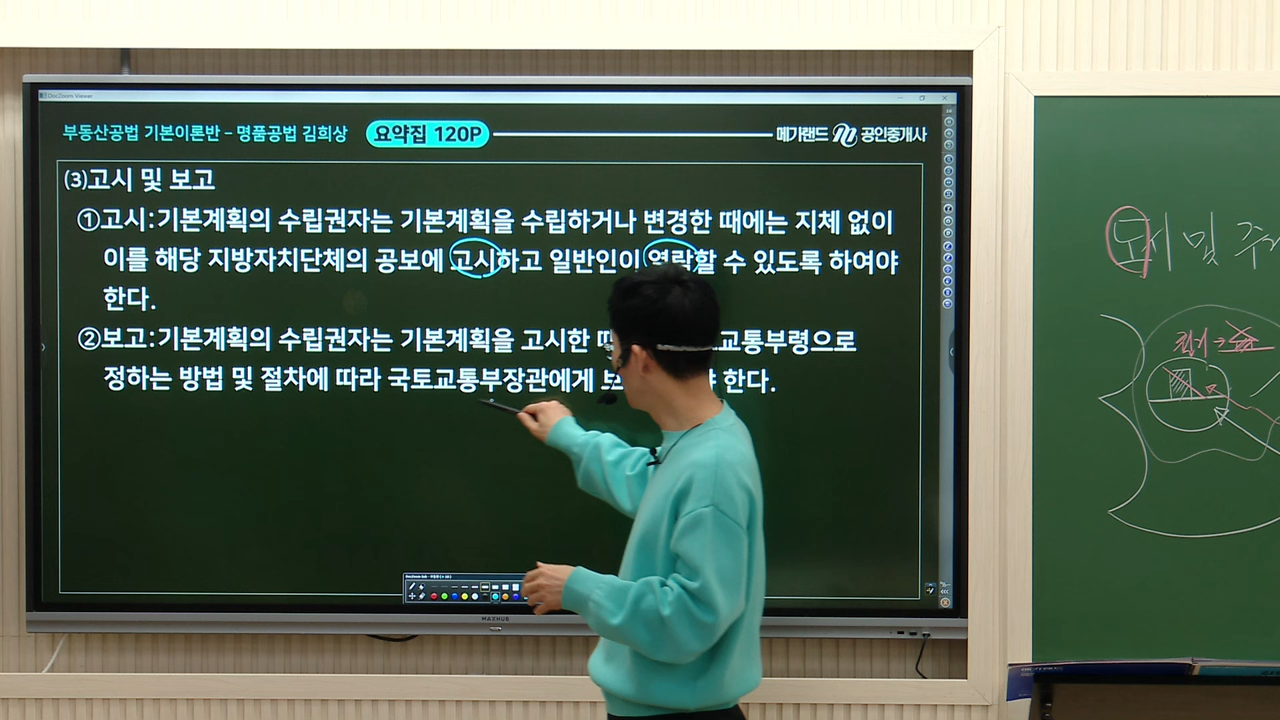 DocZoom Viewer
부동산공법 기본이론반 – 명품공법 김희상 요약집 120P 메가랜드 공인중개사
⑶고시 및 보고
①고시:기본계획의 수립권자는 기본계획을 수립하거나 변경한 때에는 지체 없이
이를 해당 지방자치단체의 공보에 고시하고 일반인이 열람할 수 있도록 하여야
한다.
②보고:기본계획의 수립권자는 기본계획을 고시한 교통부령으로
정하는 방법 및 절차에 따라 국토교통부장관에게 한다.
MAXHUB
및